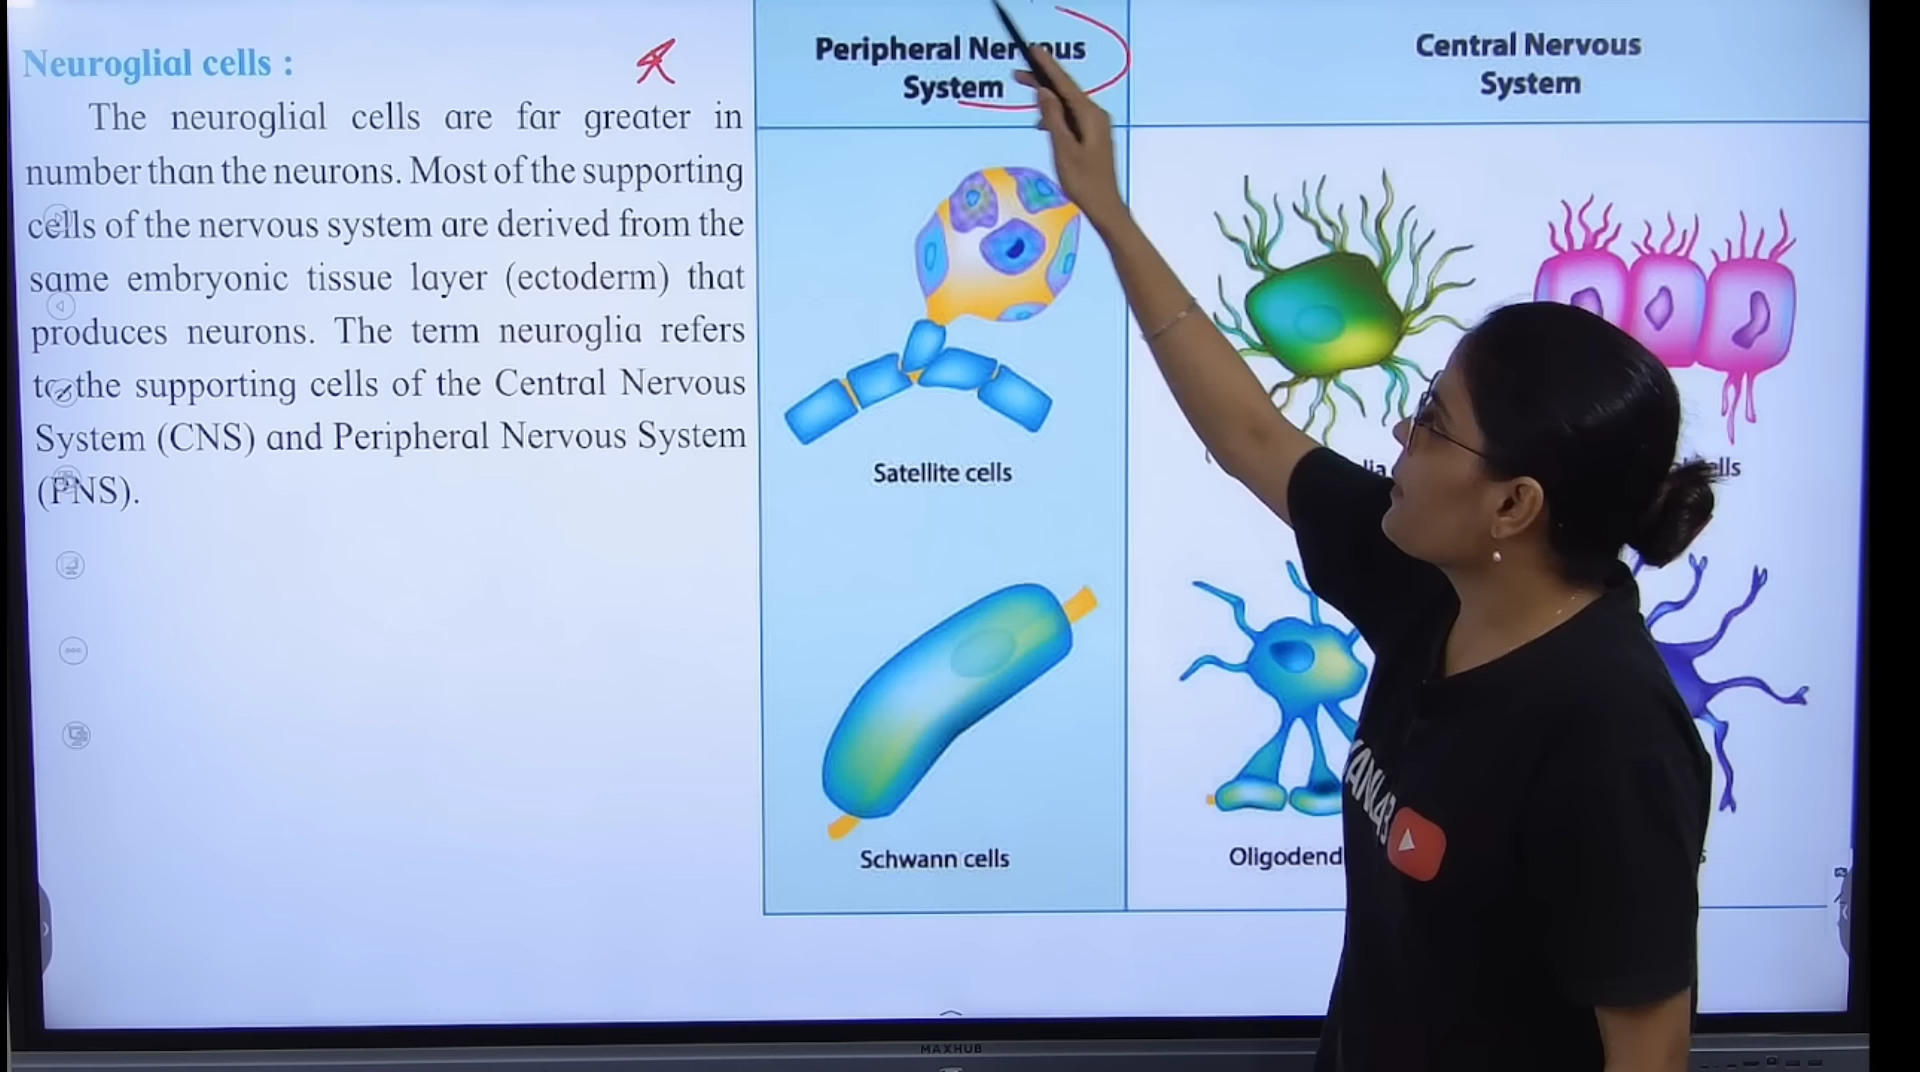 Neuroglial cells :
The neuroglial cells are far greater in
number than the neurons. Most of the supporting
cells of the nervous system are derived from the
same embryonic tissue layer (ectoderm) that
produces neurons. The term neuroglia refers
to the supporting cells of the Central Nervous
System (CNS) and Peripheral Nervous System
(PNS).
Peripheral Nervous
System
Satellite cells
Schwann cells
Central Nervous
System
Oligodend
MAXHUB